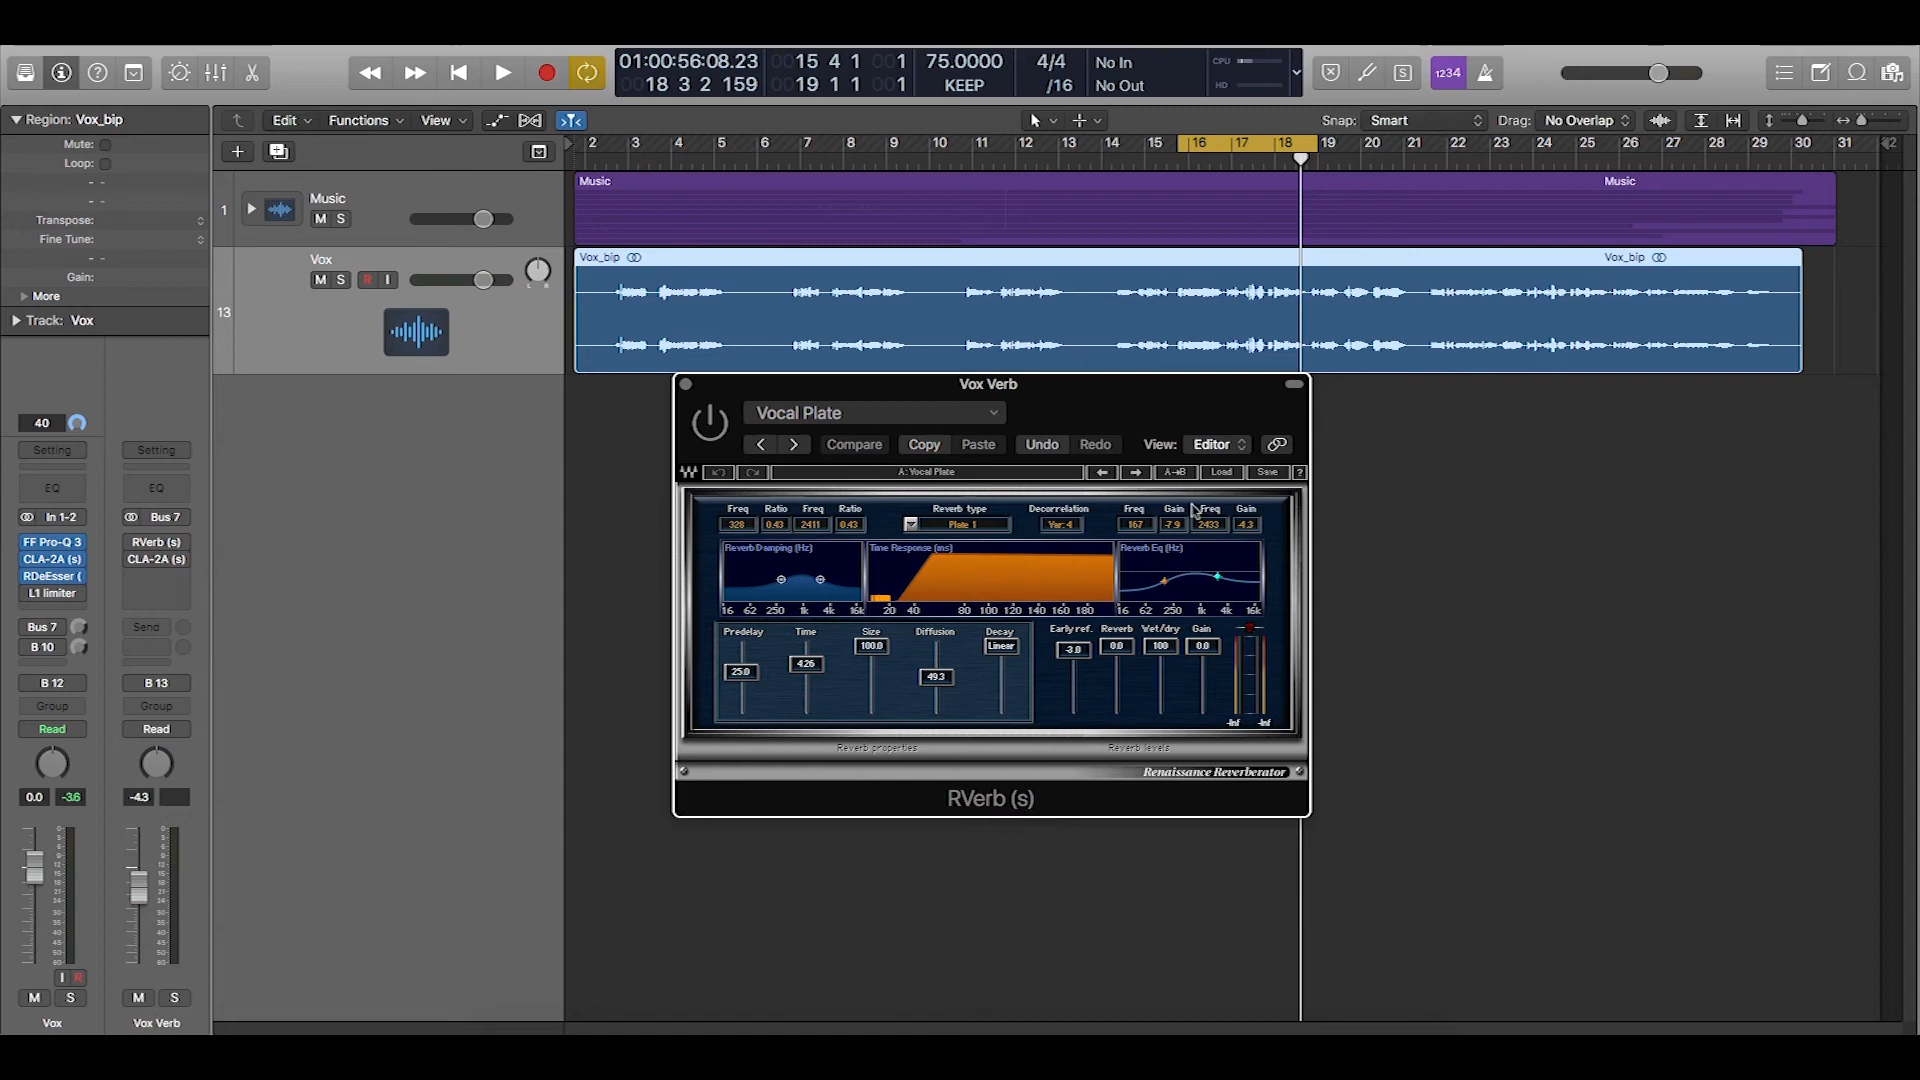 01:00:56:08.23
18 3 2 159
15 4 1 001
19 1 1 001
75.0000
KEEP
4/4
/16
No In
No Out
CPU
HD
1234
Region: Vox_bip
Mute:
Loop:
Transpose:
Fine Tune:
Gain:
More
Track: Vox
Edit
Functions
View
Snap: Smart
Drag: No Overlap
2 3 4 5 6 7 8 9 10 11 12 13 14 15 16 17 18 19 20 21 22 23 24 25 26 27 28 29 30 31
1
Music
M S
Music
Music
13
Vox
M S R I
L R
Vox_bip
Vox_bip
40
Setting
Setting
EQ
EQ
In 1-2
Bus 7
FF Pro-Q 3
RVerb (s)
CLA-2A (s)
CLA-2A (s)
RDeEsser (
L1 limiter
Bus 7
Send
B 10
B 12
B 13
Group
Group
Read
Read
0.0 -3.6
-4.3
I R
M S
M S
Vox
Vox Verb
Vox Verb
Vocal Plate
Compare
Copy
Paste
Undo
Redo
View: Editor
A: Vocal Plate
A→B
Load
Save
?
Freq Ratio Freq Ratio
328 0.43 2411 0.43
Reverb type
Plate 1
Decorrelation
Var: 4
Freq Gain Freq Gain
167 -7.9 2433 -4.3
Reverb Damping (Hz)
Time Response (ms)
Reverb Eq (Hz)
16 62 250 1k 4k 16k
20 40 80 100 120 140 160 180
16 62 250 1k 4k 16k
Predelay Time Size Diffusion Decay
25.0 4.26 100.0 49.3 Linear
Early ref. Reverb Wet/dry Gain
-3.0 0.0 100 0.0
-Inf -Inf
Reverb properties
Reverb levels
Renaissance Reverberator
RVerb (s)